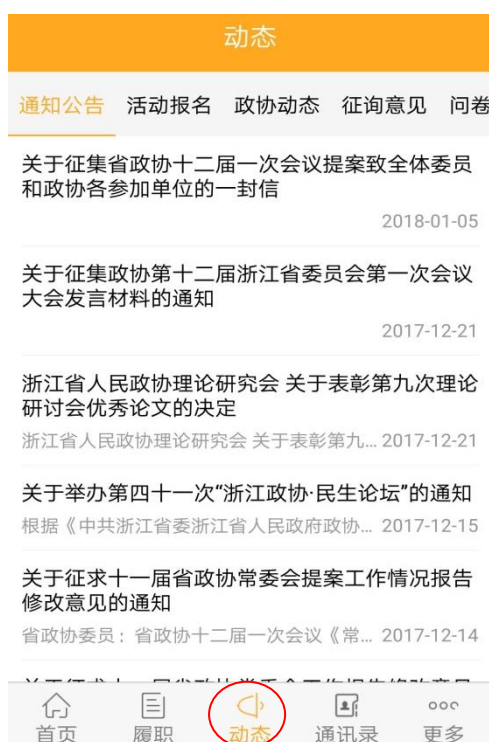 动态
通知公告 活动报名 政协动态 征询意见 问卷
关于征集省政协十二届一次会议提案致全体委员
和政协各参加单位的一封信
2018-01-05
关于征集政协第十二届浙江省委员会第一次会议
大会发言材料的通知
2017-12-21
浙江省人民政协理论研究会 关于表彰第九次理论
研讨会优秀论文的决定
浙江省人民政协理论研究会 关于表彰第九... 2017-12-21
关于举办第四十一次“浙江政协·民生论坛”的通知
根据《中共浙江省委浙江省人民政府政协... 2017-12-15
关于征求十一届省政协常委会提案工作情况报告
修改意见的通知
省政协委员：省政协十二届一次会议《常... 2017-12-14
首页 履职 动态 通讯录 更多